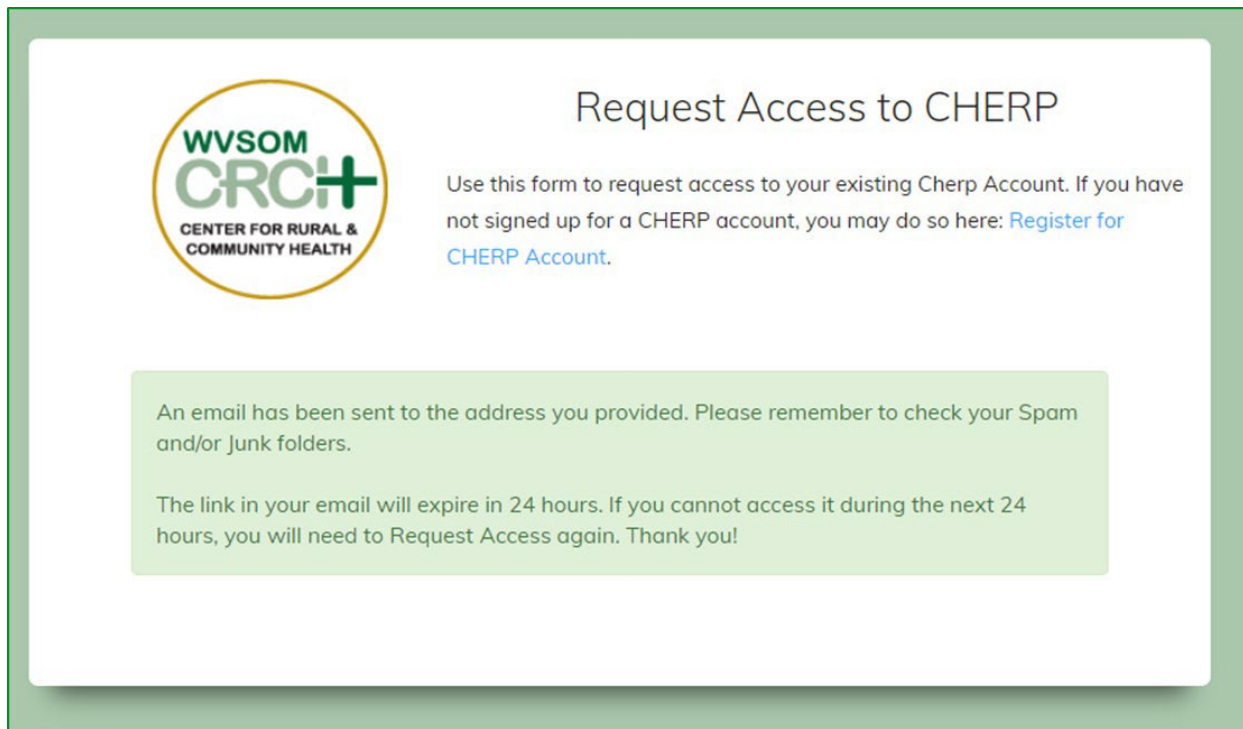 WVSOM
CRCH
CENTER FOR RURAL &
COMMUNITY HEALTH
Request Access to CHERP
Use this form to request access to your existing Cherp Account. If you have
not signed up for a CHERP account, you may do so here: Register for
CHERP Account.
An email has been sent to the address you provided. Please remember to check your Spam
and/or Junk folders.
The link in your email will expire in 24 hours. If you cannot access it during the next 24
hours, you will need to Request Access again. Thank you!